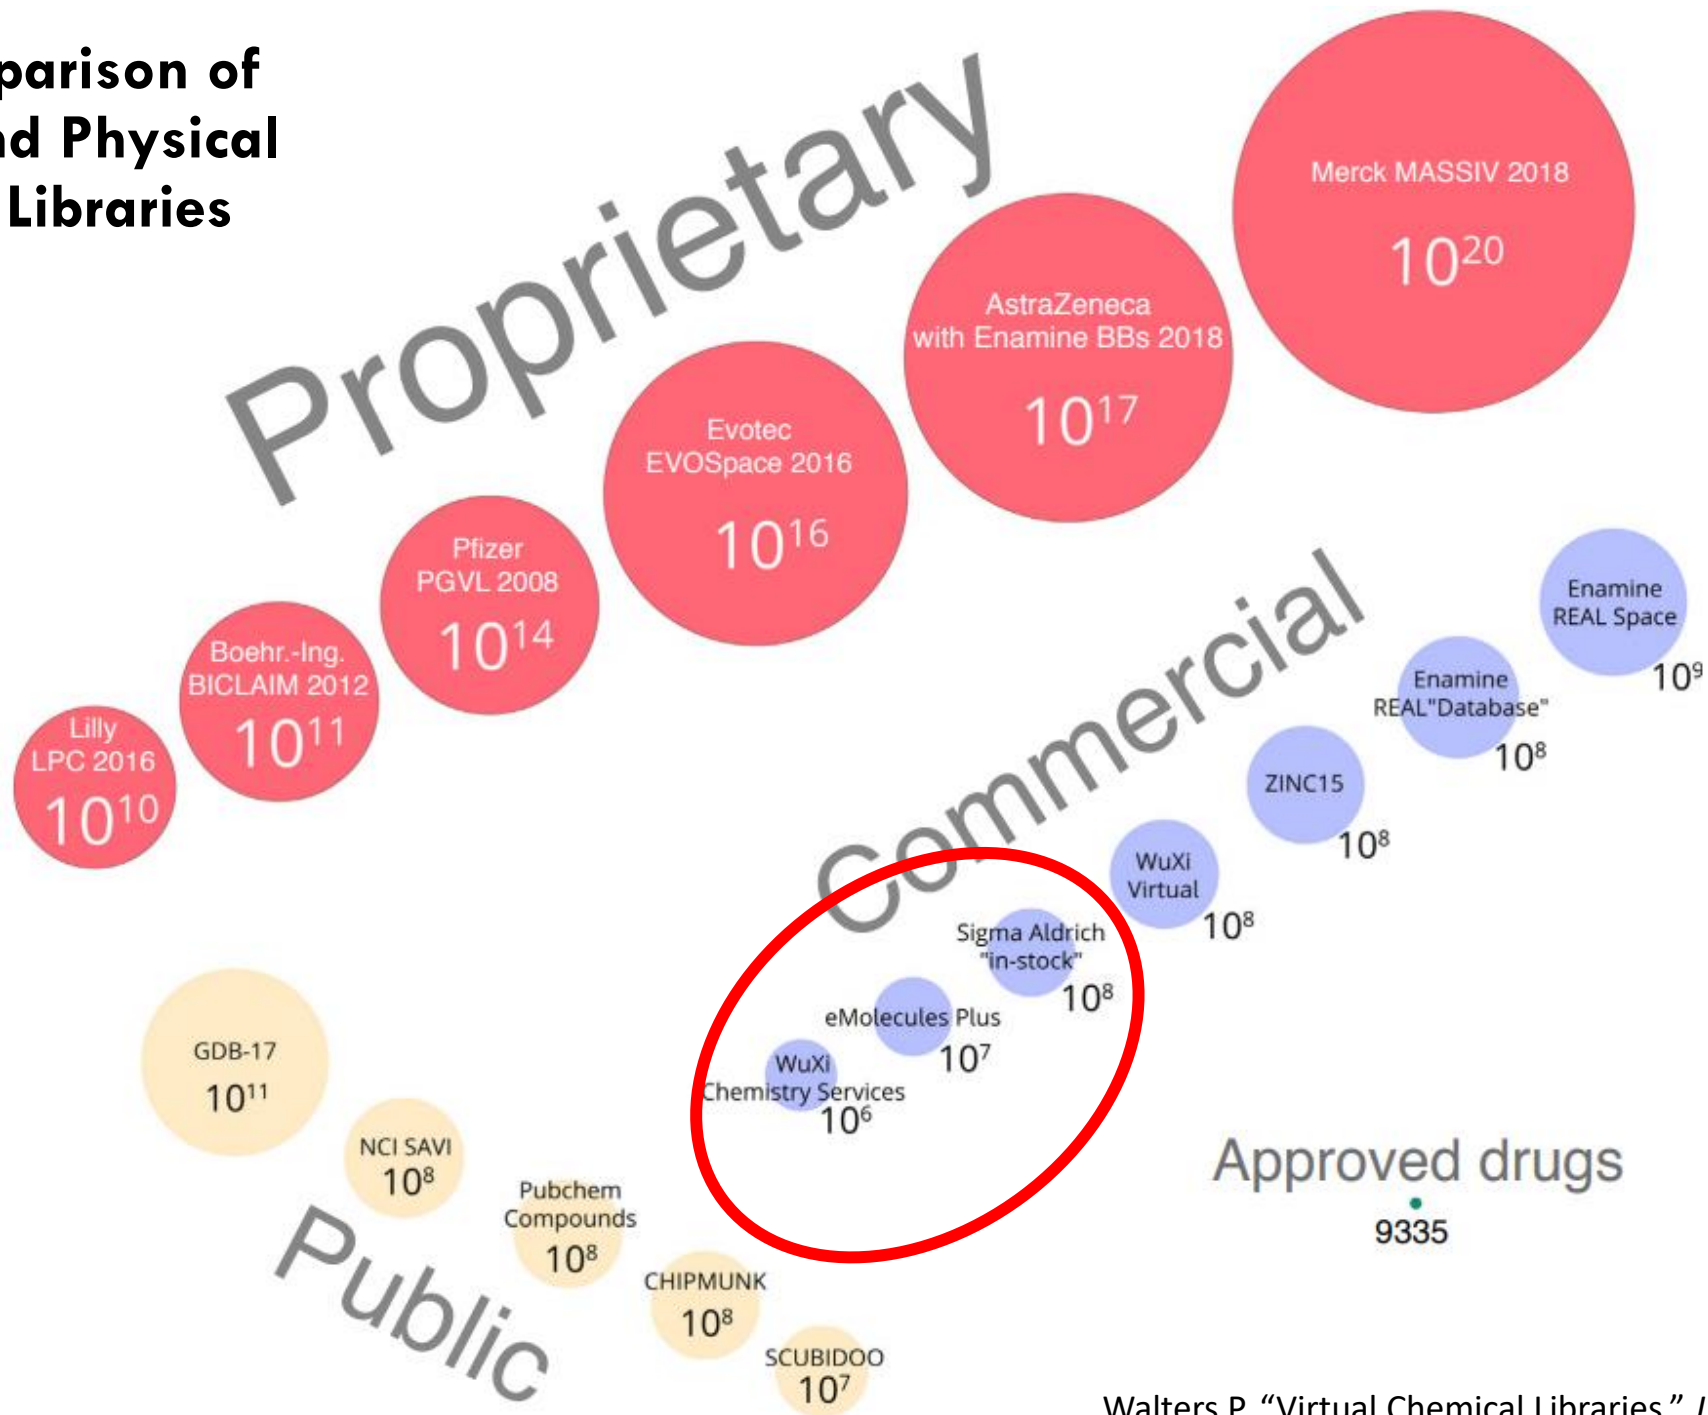 parison of
nd Physical
Libraries
Proprietary
Merck MASSIV 2018
10²⁰
AstraZeneca
with Enamine BBs 2018
10¹⁷
Evotec
EVOSpace 2016
10¹⁶
Pfizer
PGVL 2008
10¹⁴
Boehr.-Ing.
BICLAIM 2012
10¹¹
Lilly
LPC 2016
10¹⁰
Commercial
Enamine
REAL Space
10⁹
Enamine
REAL"Database"
10⁸
ZINC15
10⁸
WuXi
Virtual
10⁸
Sigma Aldrich
"in-stock"
10⁸
eMolecules Plus
10⁷
WuXi
Chemistry Services
10⁶
GDB-17
10¹¹
NCI SAVI
10⁸
Pubchem
Compounds
10⁸
CHIPMUNK
10⁸
SCUBIDOO
10⁷
Public
Approved drugs
9335
Walters P. "Virtual Chemical Libraries."